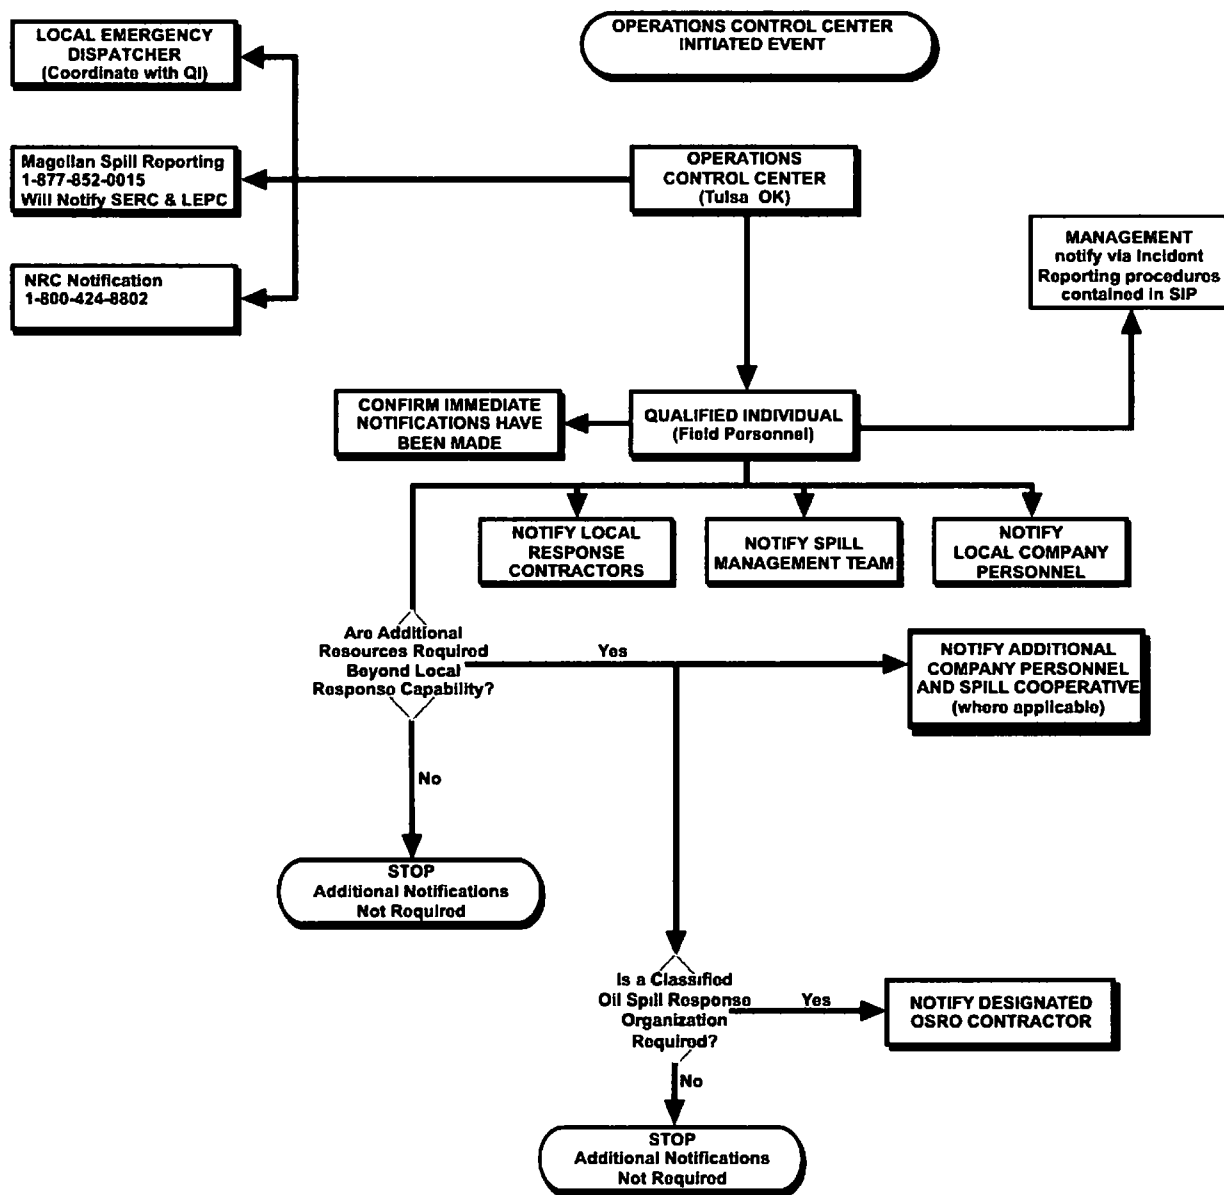 OPERATIONS CONTROL CENTER
INITIATED EVENT
LOCAL EMERGENCY
DISPATCHER
(Coordinate with QI)
Magellan Spill Reporting
1-877-852-0015
Will Notify SERC & LEPC
OPERATIONS
CONTROL CENTER
(Tulsa OK)
NRC Notification
1-800-424-8802
MANAGEMENT
notify via Incident
Reporting procedures
contained in SIP
CONFIRM IMMEDIATE
NOTIFICATIONS HAVE
BEEN MADE
QUALIFIED INDIVIDUAL
(Field Personnel)
NOTIFY LOCAL
RESPONSE
CONTRACTORS
NOTIFY SPILL
MANAGEMENT TEAM
NOTIFY
LOCAL COMPANY
PERSONNEL
Are Additional
Resources Required
Beyond Local
Response Capability?
Yes
NOTIFY ADDITIONAL
COMPANY PERSONNEL
AND SPILL COOPERATIVE
(where applicable)
No
STOP
Additional Notifications
Not Required
Is a Classified
Oil Spill Response
Organization
Required?
Yes
NOTIFY DESIGNATED
OSRO CONTRACTOR
No
STOP
Additional Notifications
Not Required